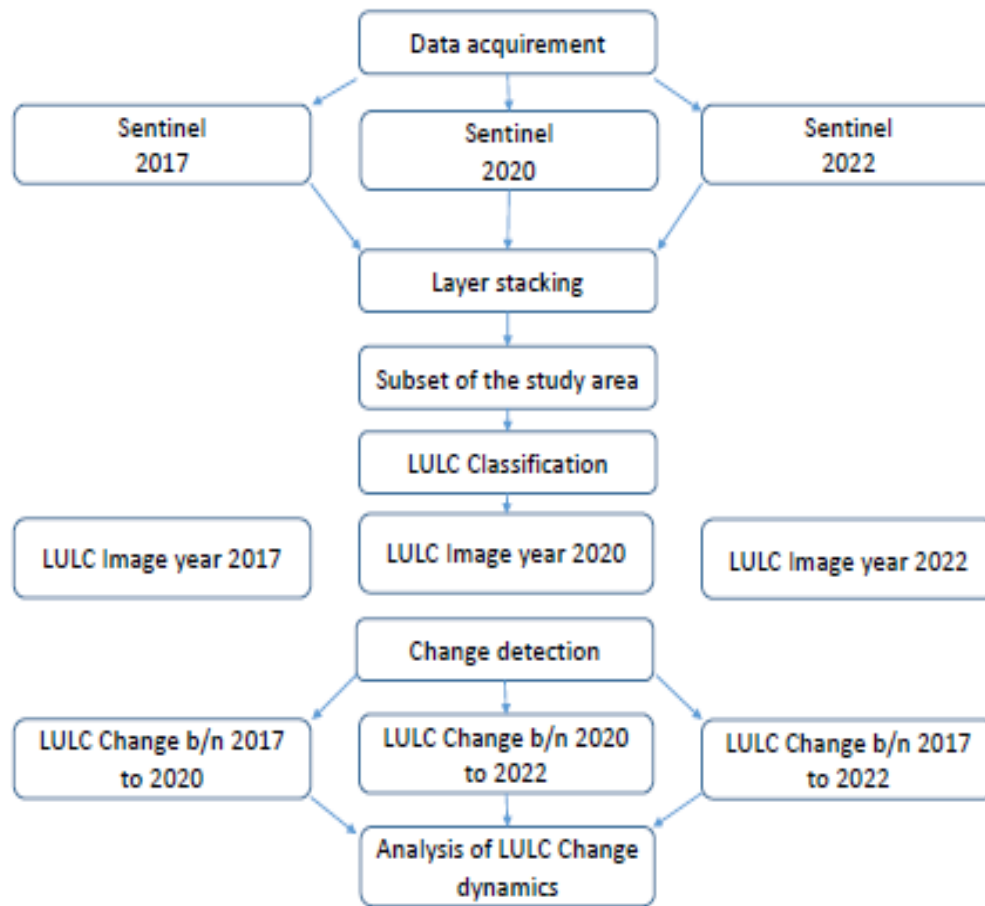 Data acquirement
Sentinel
2017
Sentinel
2020
Sentinel
2022
Layer stacking
Subset of the study area
LULC Classification
LULC Image year 2017
LULC Image year 2020
LULC Image year 2022
Change detection
LULC Change b/n 2017
to 2020
LULC Change b/n 2020
to 2022
LULC Change b/n 2017
to 2022
Analysis of LULC Change
dynamics